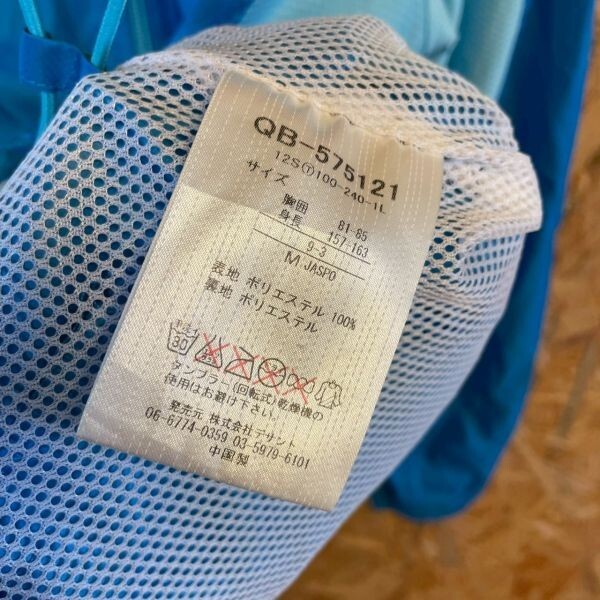 QB-575121
12SⓉ100-240-1L
サイズ
胸囲 81-85
身長 157-163
9-3
M JASPO
表地 ポリエステル 100%
裏地 ポリエステル
30
タンブラー(回転式)乾燥機の
使用はお避け下さい。
発売元 株式会社デサント
06-6774-0359 03-5979-6101
中国製